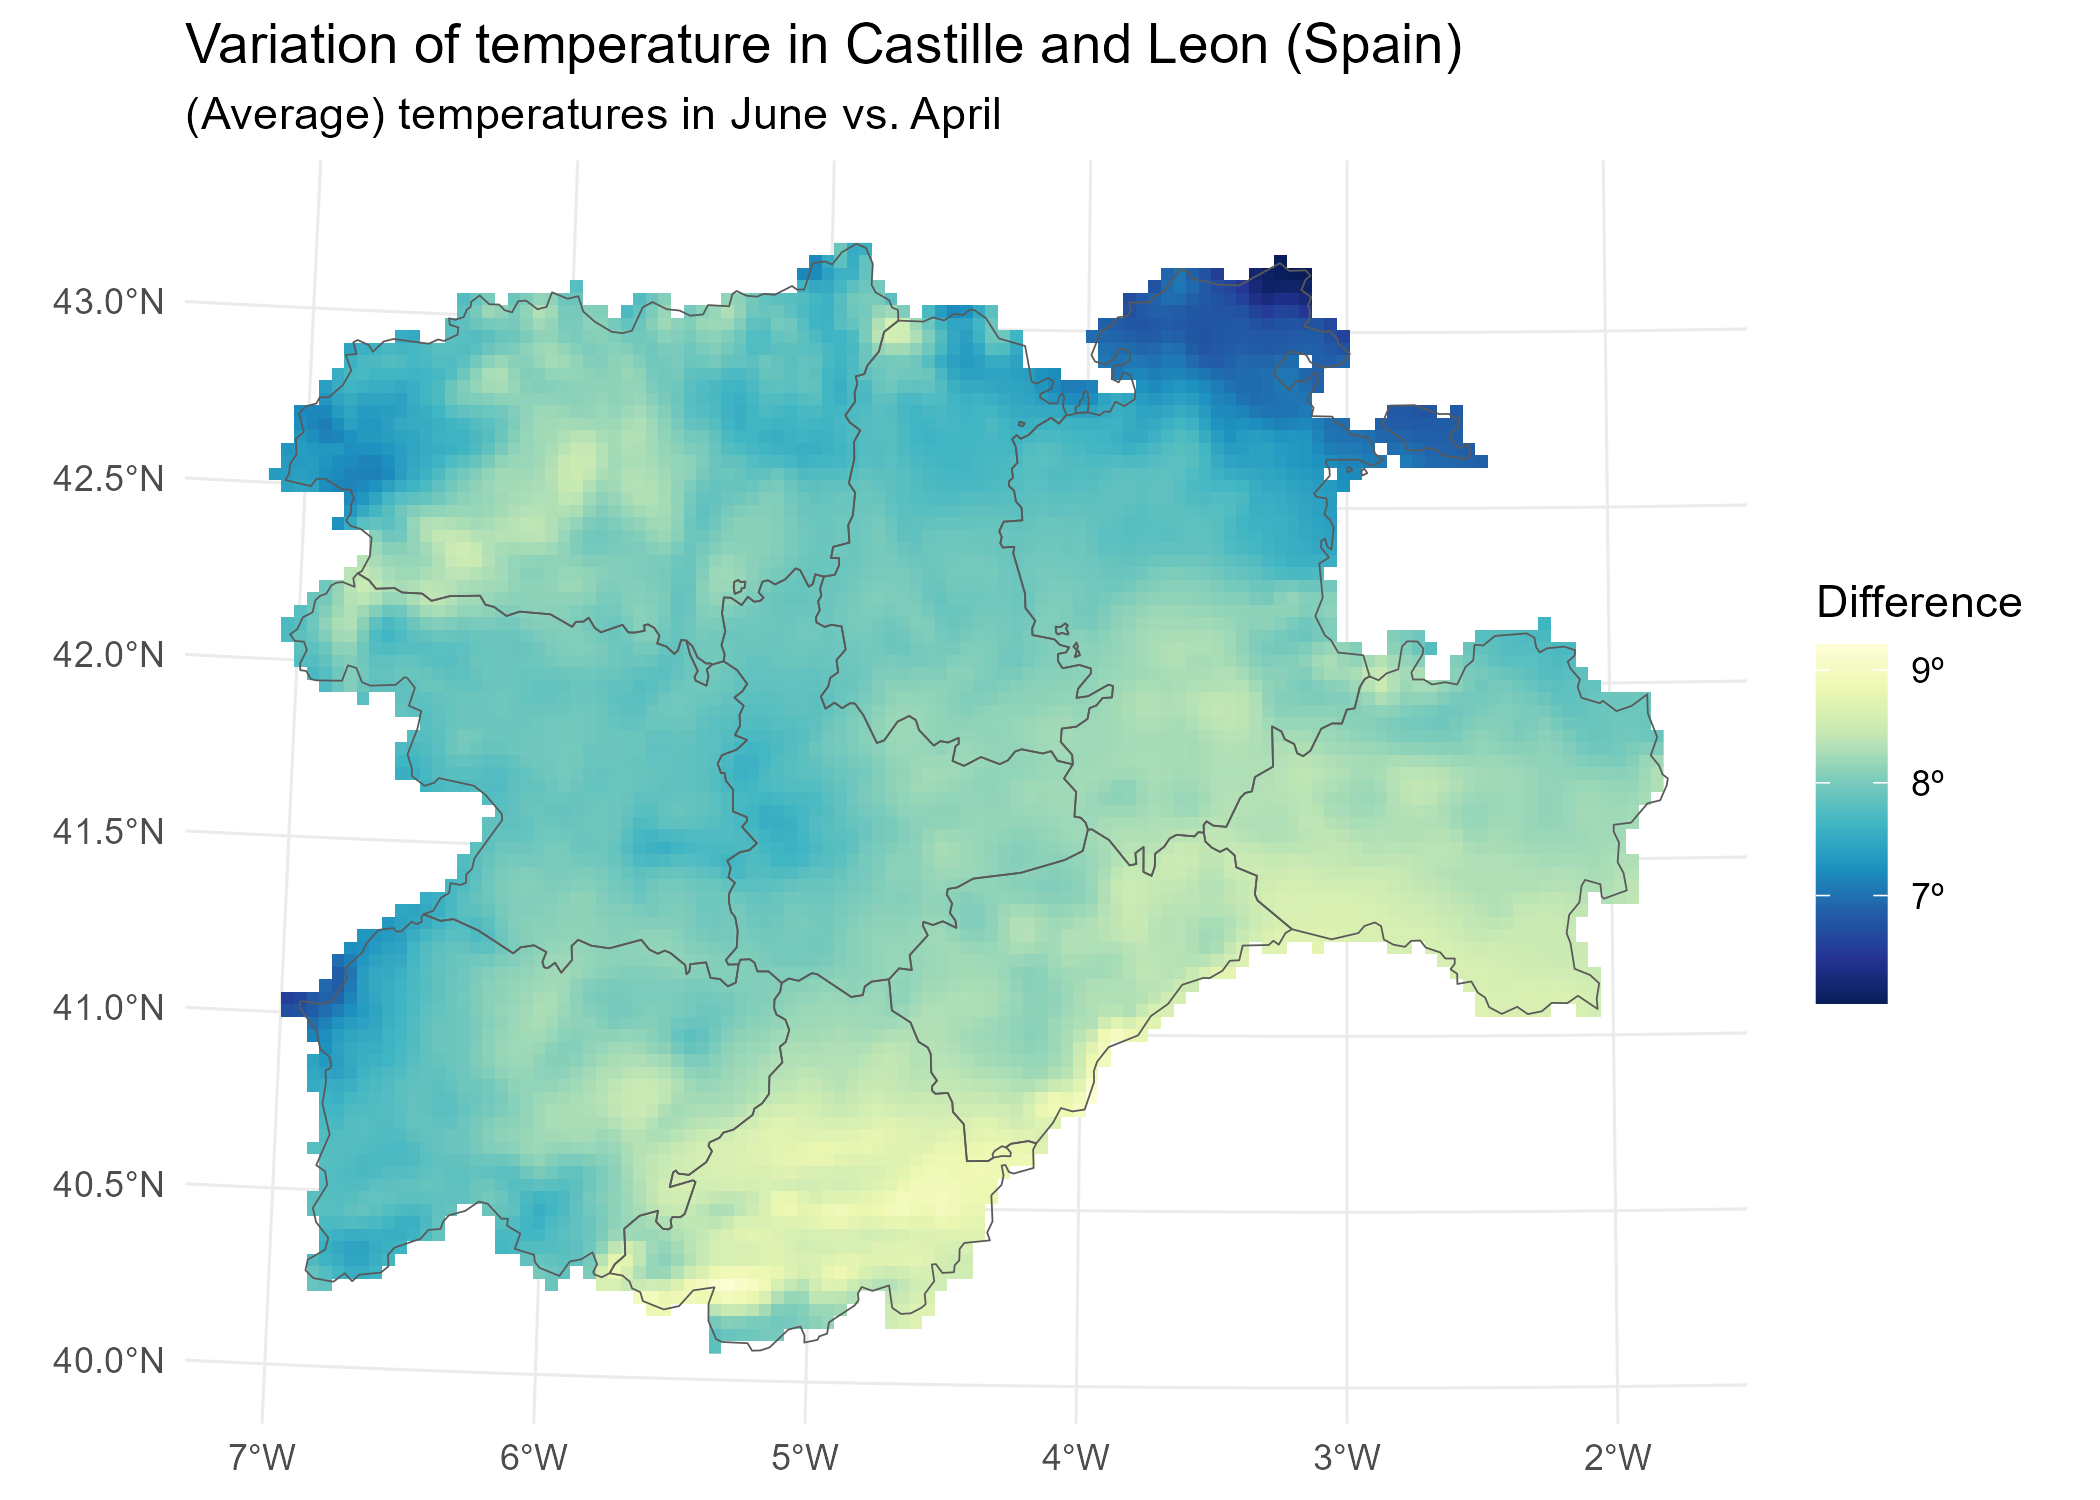 Variation of temperature in Castille and Leon (Spain)
(Average) temperatures in June vs. April
43.0°N
42.5°N
42.0°N
41.5°N
41.0°N
40.5°N
40.0°N
7°W
6°W
5°W
4°W
3°W
2°W
Difference
9º
8º
7º